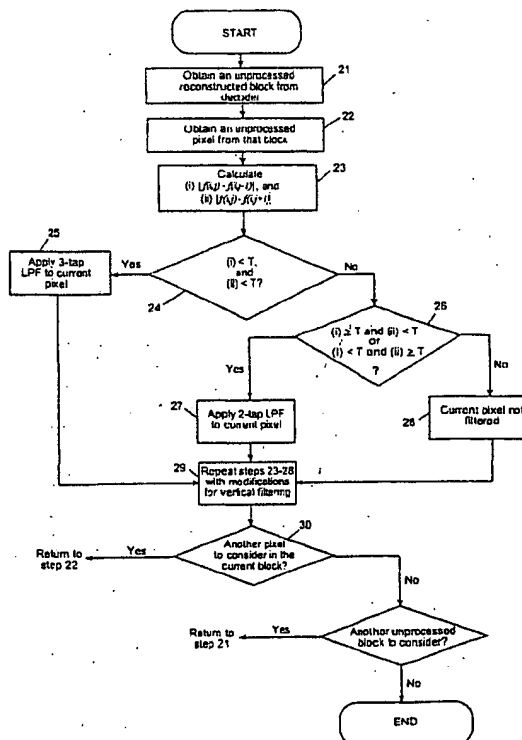 START
21
Obtain an unprocessed
reconstructed block from
decoder
22
Obtain an unprocessed
pixel from that block
23
Calculate
(i) |f(i,j) - f(i,j-1)|, and
(ii) |f(i,j) - f(i,j+1)|
25
Apply 3-tap
LPF to current
pixel
Yes
(i) < T,
and
(ii) < T?
24
No
26
(i) ≥ T and (ii) < T
or
(i) < T and (ii) ≥ T
?
Yes
No
27
Apply 2-tap LPF
to current pixel
Current pixel not
filtered
28
29
Repeat steps 23-28
with modifications
for vertical filtering
30
Another pixel
to consider in the
current block?
Yes
Return to
step 22
No
Another unprocessed
block to consider?
Yes
Return to
step 21
No
END